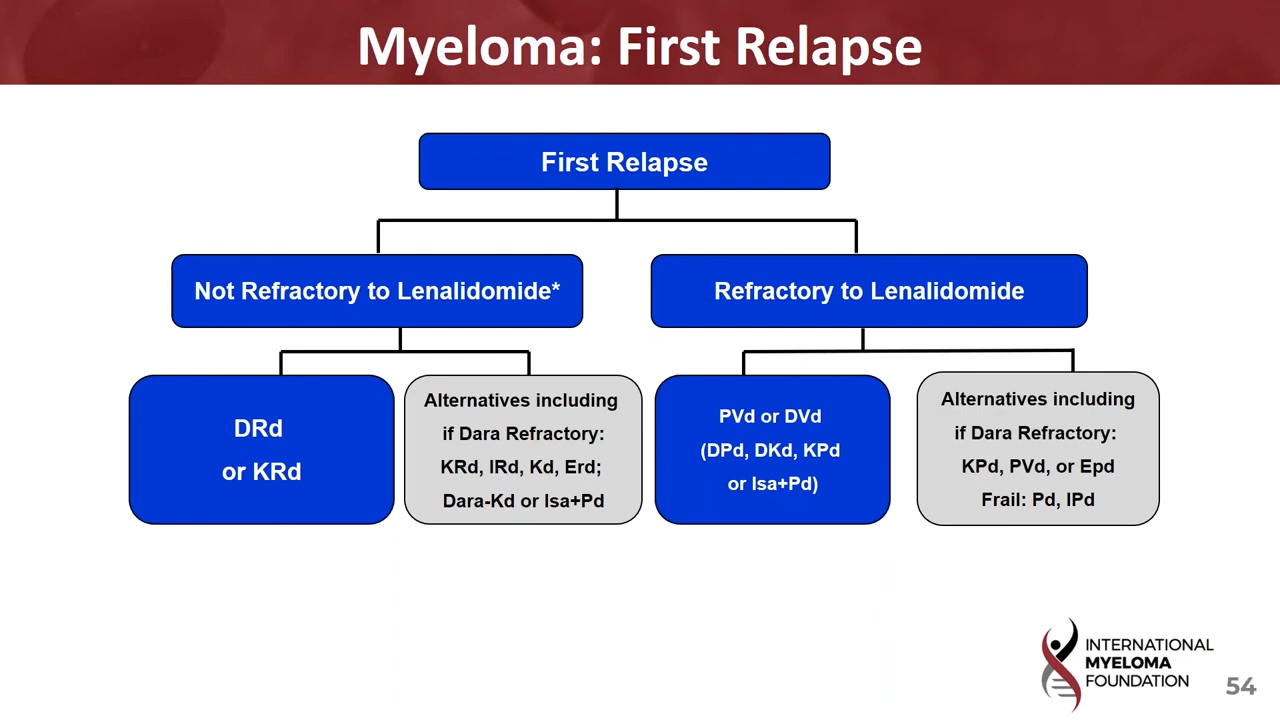 Myeloma: First Relapse
First Relapse
Not Refractory to Lenalidomide*
Refractory to Lenalidomide
DRd
or KRd
Alternatives including
if Dara Refractory:
KRd, IRd, Kd, Erd;
Dara-Kd or Isa+Pd
PVd or DVd
(DPd, DKd, KPd
or Isa+Pd)
Alternatives including
if Dara Refractory:
KPd, PVd, or Epd
Frail: Pd, IPd
INTERNATIONAL
MYELOMA
FOUNDATION
54